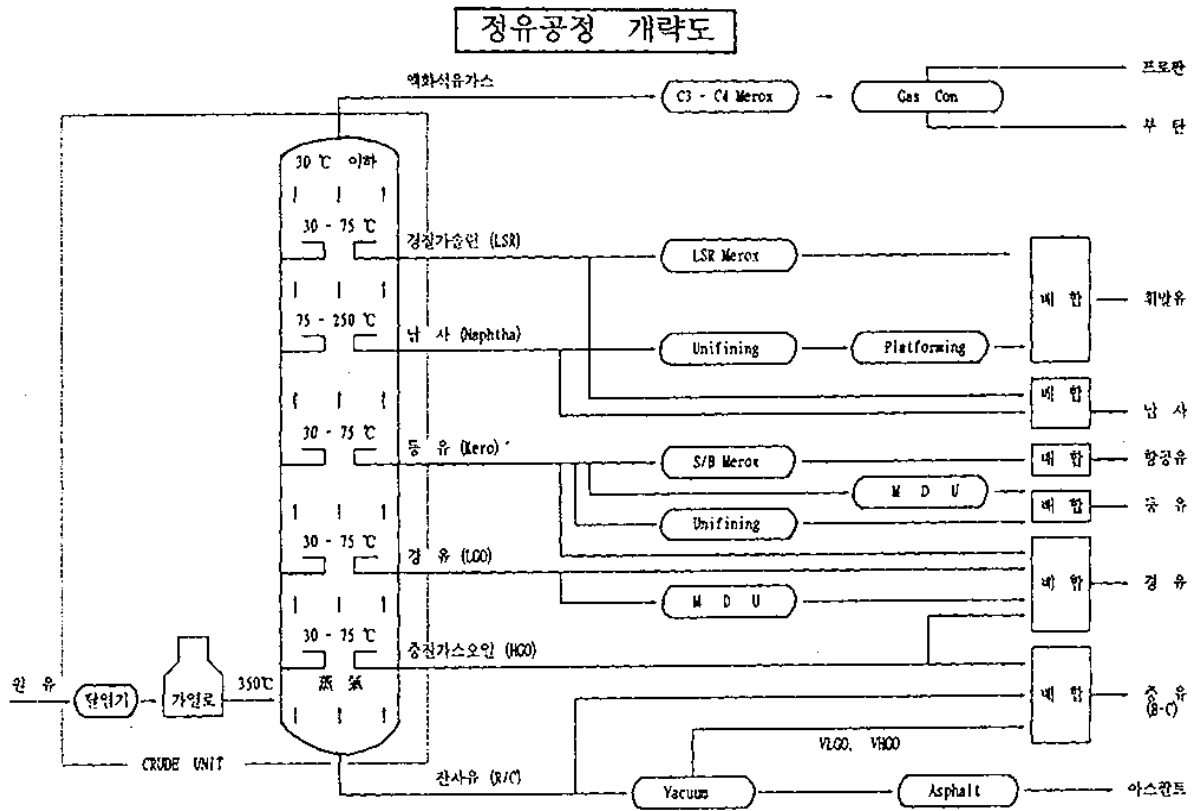 정유공정 개략도
액화석유가스
C3 - C4 Merox
Gas Con
프로판
부 탄
30 ℃ 이하
30 - 75 ℃
경질가솔린 (LSR)
LSR Merox
배 합
휘발유
75 - 250 ℃
납 사 (Naphtha)
Unifining
Platforming
배 합
납 사
30 - 75 ℃
등 유 (Kero)
S/B Merox
배 합
항공유
M D U
배 합
등 유
Unifining
30 - 75 ℃
경 유 (LGO)
배 합
경 유
M D U
30 - 75 ℃
중질가스오일 (HGO)
蒸 氣
원 유
탈염기
가열로
350℃
배 합
중 유
(B-C)
VLGO, VHGO
CRUDE UNIT
잔사유 (R/C)
Vacuum
Asphalt
아스팔트